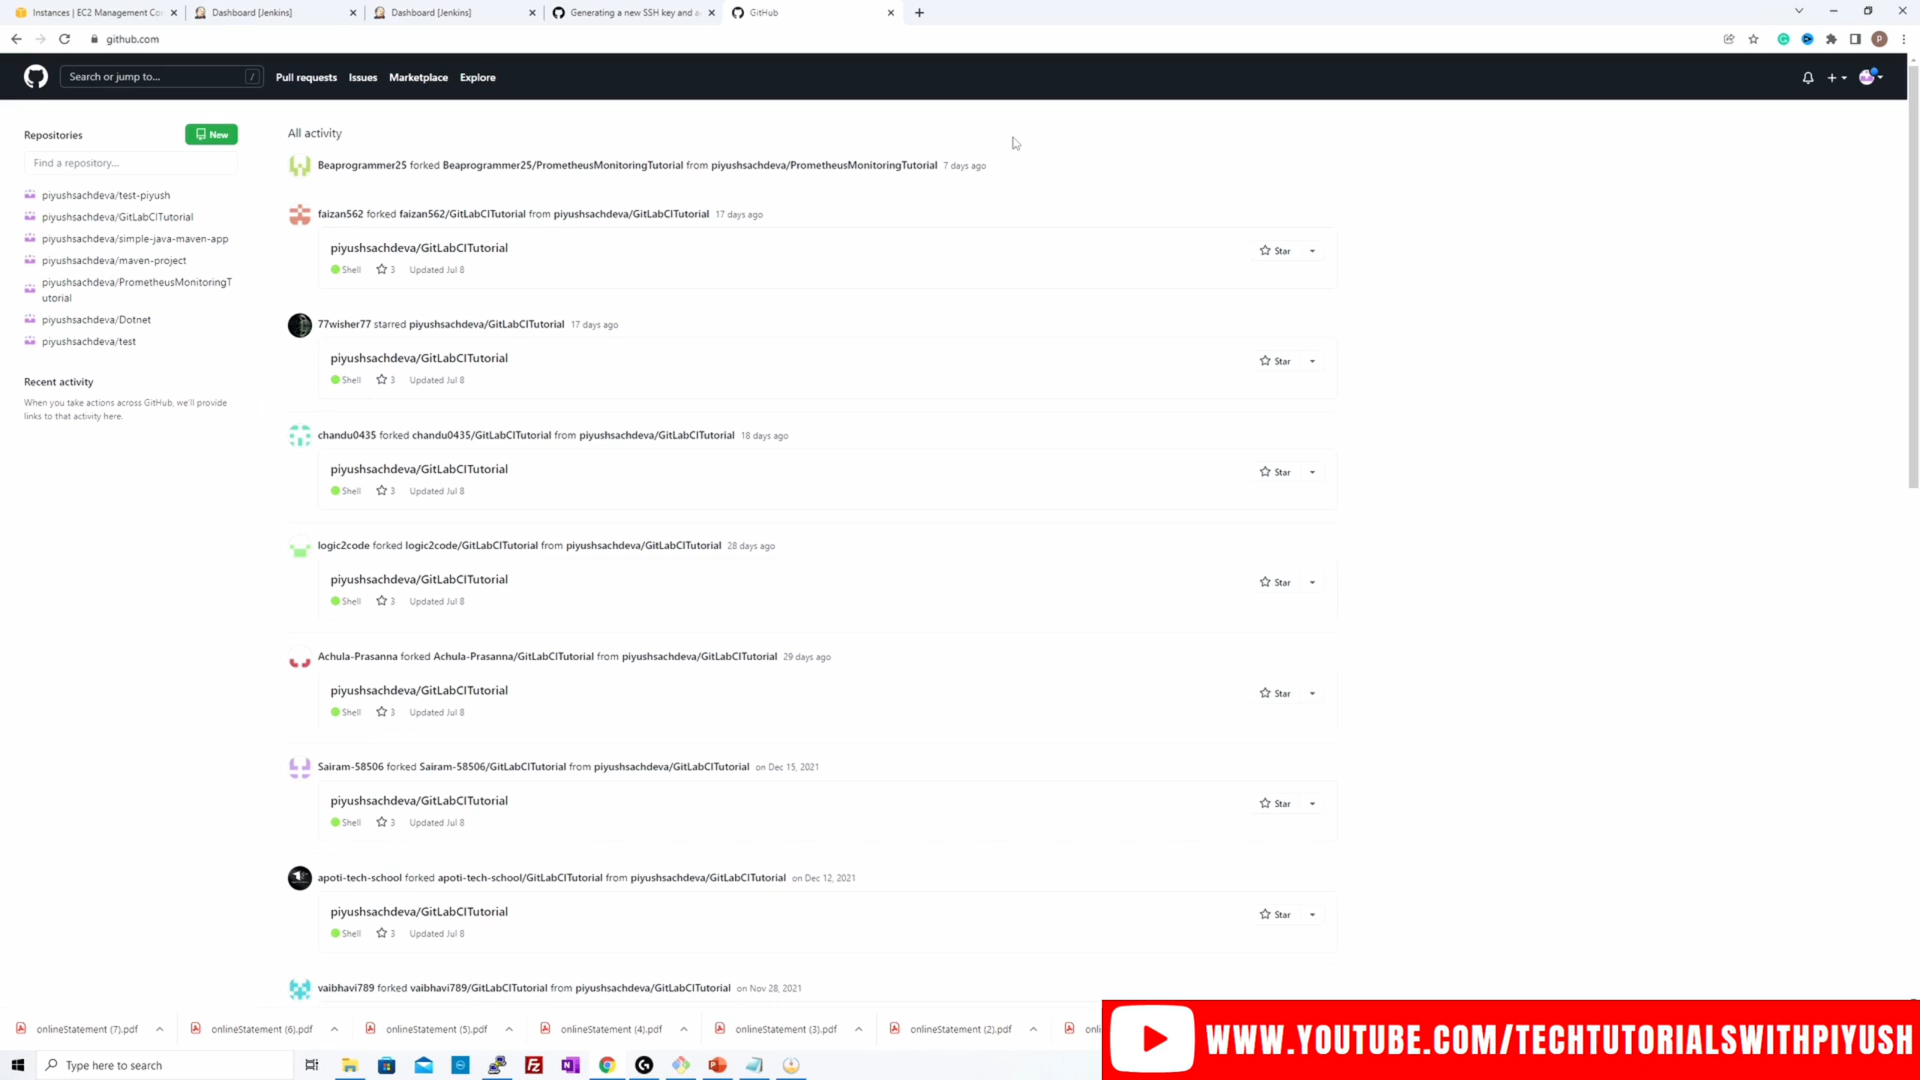 Instances | EC2 Management Co
Dashboard [Jenkins]
Dashboard [Jenkins]
Generating a new SSH key and a
GitHub
github.com
Search or jump to...
/
Pull requests
Issues
Marketplace
Explore
Repositories
New
Find a repository...
piyushsachdeva/test-piyush
piyushsachdeva/GitLabCITutorial
piyushsachdeva/simple-java-maven-app
piyushsachdeva/maven-project
piyushsachdeva/PrometheusMonitoringT
utorial
piyushsachdeva/Dotnet
piyushsachdeva/test
Recent activity
When you take actions across GitHub, we'll provide
links to that activity here.
All activity
Beaprogrammer25 forked Beaprogrammer25/PrometheusMonitoringTutorial from piyushsachdeva/PrometheusMonitoringTutorial 7 days ago
faizan562 forked faizan562/GitLabCITutorial from piyushsachdeva/GitLabCITutorial 17 days ago
piyushsachdeva/GitLabCITutorial
Star
Shell 3 Updated Jul 8
77wisher77 starred piyushsachdeva/GitLabCITutorial 17 days ago
piyushsachdeva/GitLabCITutorial
Star
Shell 3 Updated Jul 8
chandu0435 forked chandu0435/GitLabCITutorial from piyushsachdeva/GitLabCITutorial 18 days ago
piyushsachdeva/GitLabCITutorial
Star
Shell 3 Updated Jul 8
logic2code forked logic2code/GitLabCITutorial from piyushsachdeva/GitLabCITutorial 28 days ago
piyushsachdeva/GitLabCITutorial
Star
Shell 3 Updated Jul 8
Achula-Prasanna forked Achula-Prasanna/GitLabCITutorial from piyushsachdeva/GitLabCITutorial 29 days ago
piyushsachdeva/GitLabCITutorial
Star
Shell 3 Updated Jul 8
Sairam-58506 forked Sairam-58506/GitLabCITutorial from piyushsachdeva/GitLabCITutorial on Dec 15, 2021
piyushsachdeva/GitLabCITutorial
Star
Shell 3 Updated Jul 8
apoti-tech-school forked apoti-tech-school/GitLabCITutorial from piyushsachdeva/GitLabCITutorial on Dec 12, 2021
piyushsachdeva/GitLabCITutorial
Star
Shell 3 Updated Jul 8
vaibhavi789 forked vaibhavi789/GitLabCITutorial from piyushsachdeva/GitLabCITutorial on Nov 28, 2021
onlineStatement (7).pdf
onlineStatement (6).pdf
onlineStatement (5).pdf
onlineStatement (4).pdf
onlineStatement (3).pdf
onlineStatement (2).pdf
Type here to search
WWW.YOUTUBE.COM/TECHTUTORIALSWITHPIYUSH